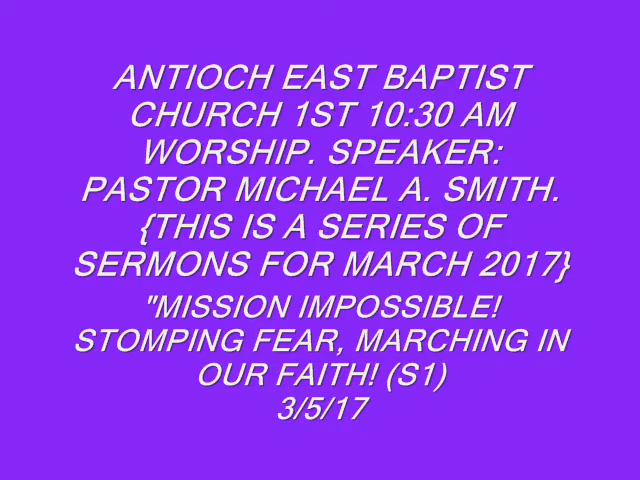 ANTIOCH EAST BAPTIST
CHURCH 1ST 10:30 AM
WORSHIP. SPEAKER:
PASTOR MICHAEL A. SMITH.
{THIS IS A SERIES OF
SERMONS FOR MARCH 2017}
"MISSION IMPOSSIBLE!
STOMPING FEAR, MARCHING IN
OUR FAITH! (S1)
3/5/17